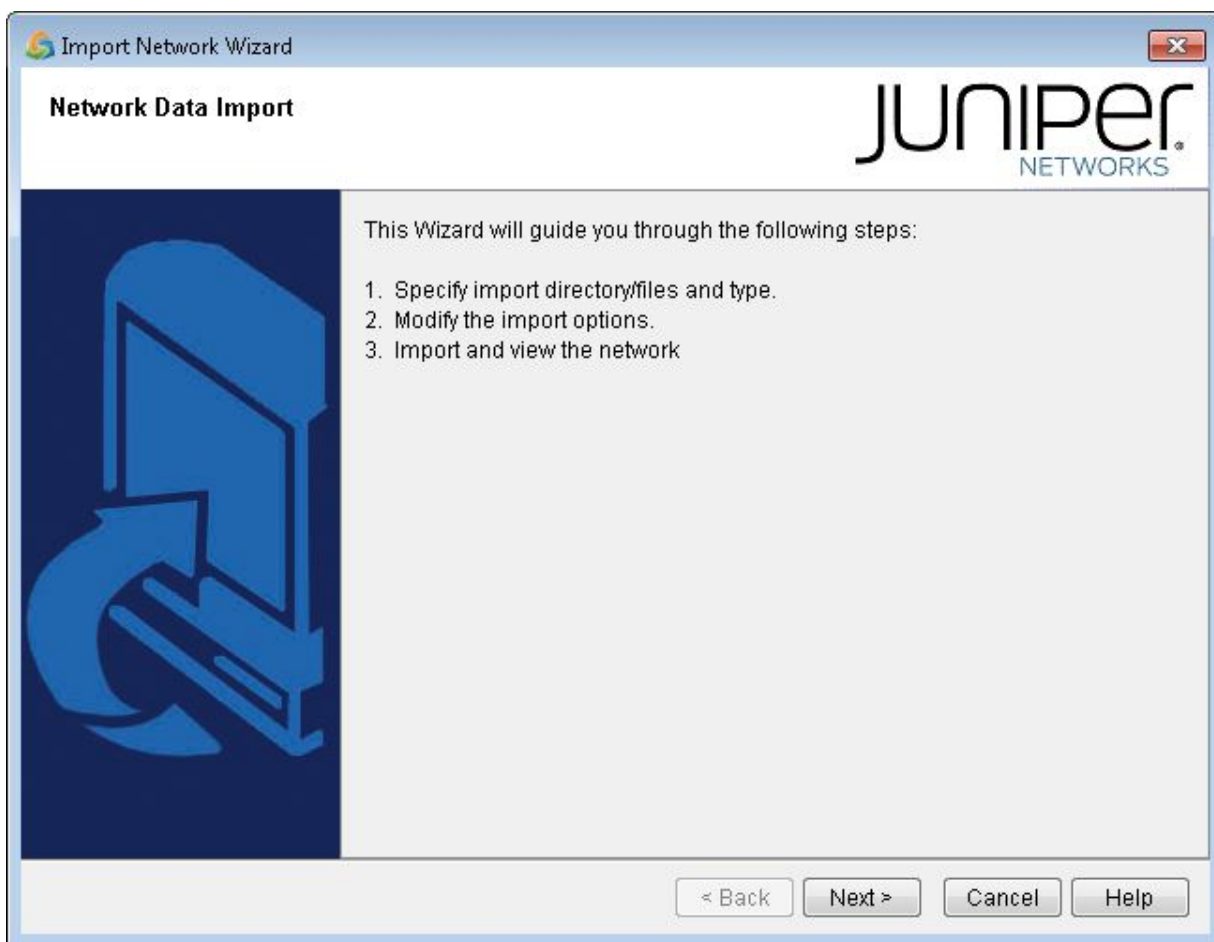 Import Network Wizard
Network Data Import
JUNIPER
NETWORKS
This Wizard will guide you through the following steps:
1. Specify import directory/files and type.
2. Modify the import options.
3. Import and view the network
< Back
Next >
Cancel
Help